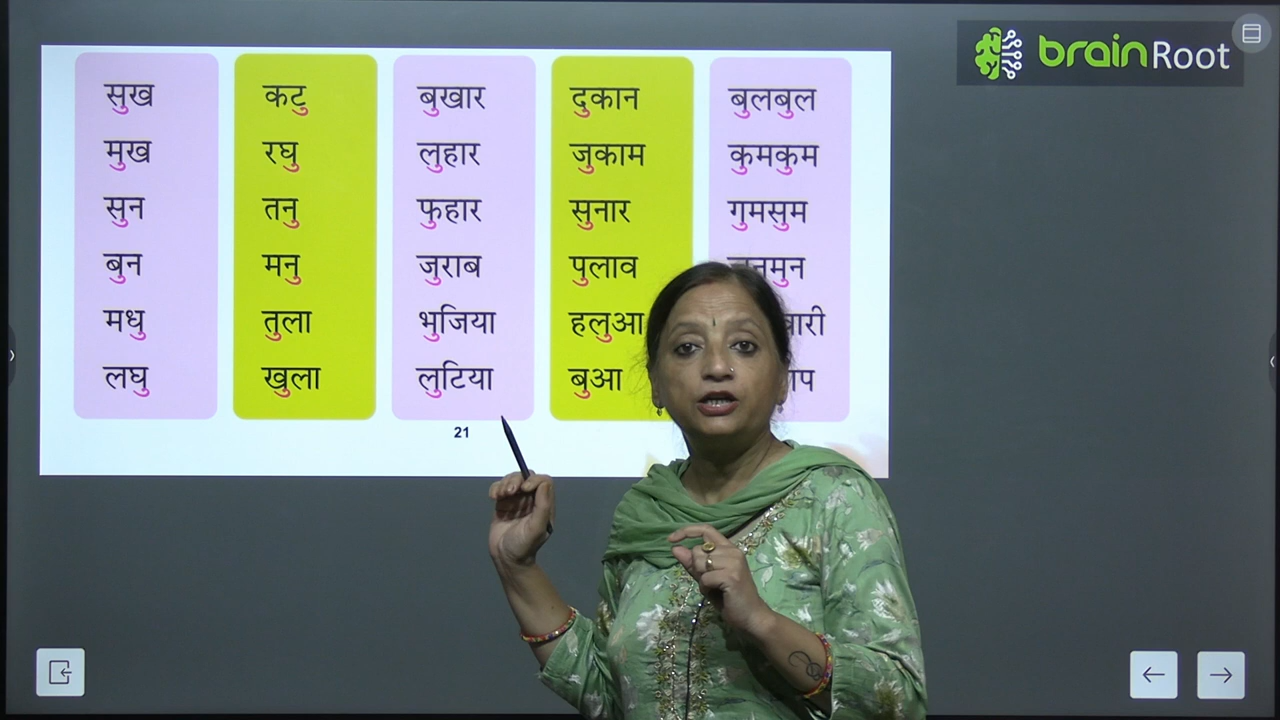 brainRoot
सुख कटु बुखार दुकान बुलबुल
मुख रघु लुहार जुकाम कुमकुम
सुन तनु फुहार सुनार गुमसुम
बुन मनु जुराब पुलाव
मधु तुला भुजिया हलुआ
लघु खुला लुटिया बुआ
21